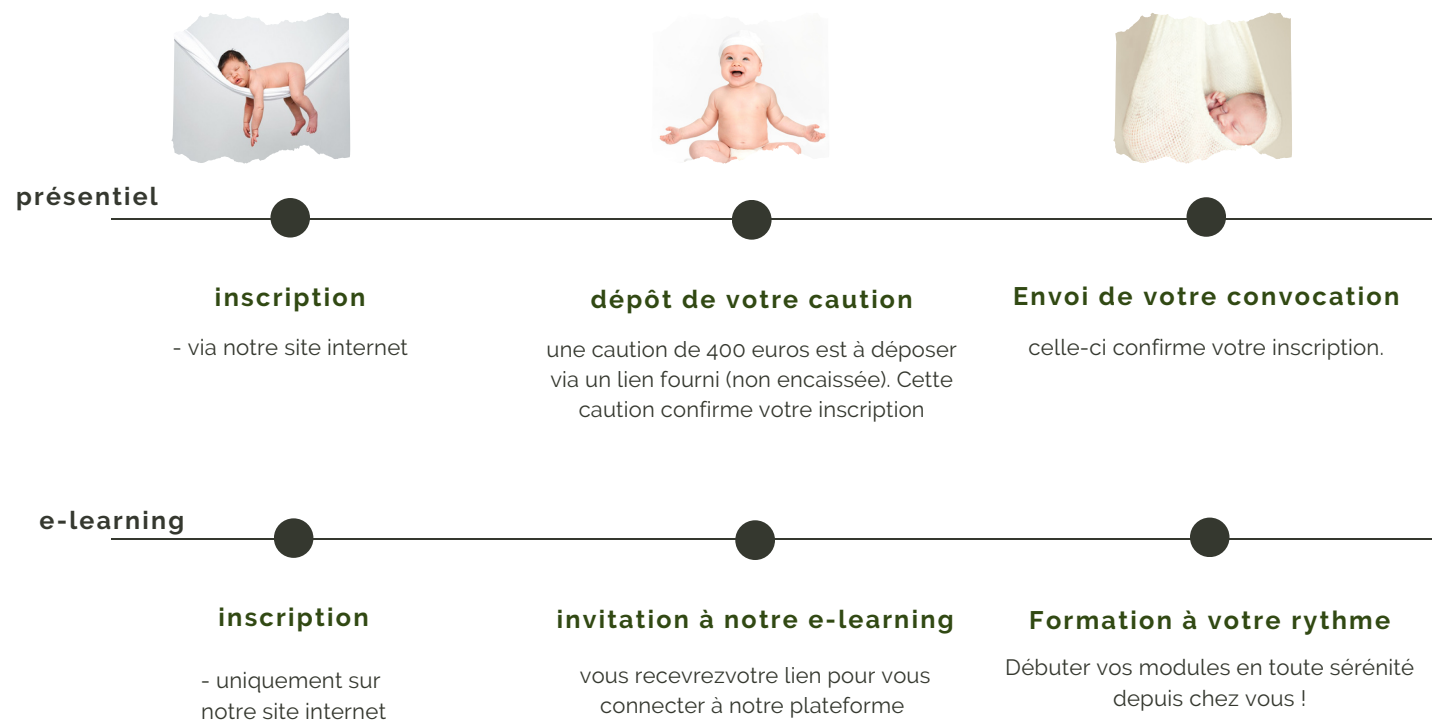 présentiel
inscription
- via notre site internet
dépôt de votre caution
une caution de 400 euros est à déposer
via un lien fourni (non encaissée). Cette
caution confirme votre inscription
Envoi de votre convocation
celle-ci confirme votre inscription.
e-learning
inscription
- uniquement sur
notre site internet
invitation à notre e-learning
vous recevrezvotre lien pour vous
connecter à notre plateforme
Formation à votre rythme
Débuter vos modules en toute sérénité
depuis chez vous !